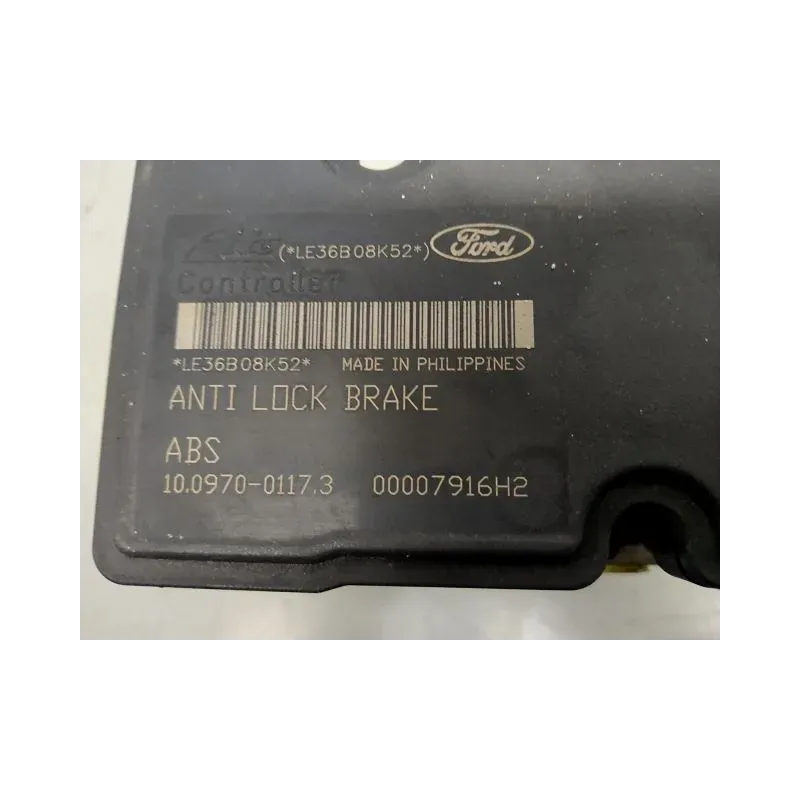 (*LE36B08K52*) Ford
Controller
*LE36B08K52* MADE IN PHILIPPINES
ANTI LOCK BRAKE
ABS
10.0970-0117.3 00007916H2